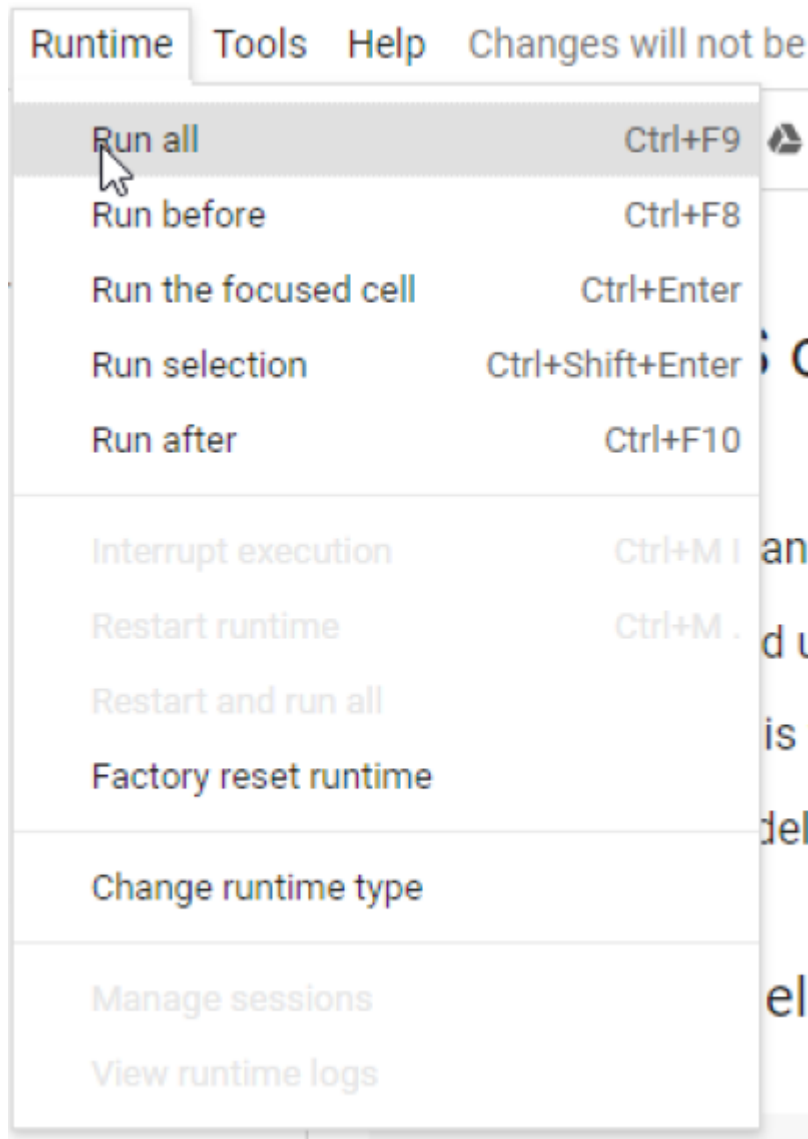 Runtime Tools Help Changes will not be
Run all Ctrl+F9
Run before Ctrl+F8
Run the focused cell Ctrl+Enter
Run selection Ctrl+Shift+Enter
Run after Ctrl+F10
Interrupt execution Ctrl+M I
an
Restart runtime Ctrl+M .
Restart and run all
is
Factory reset runtime
Change runtime type
Manage sessions
View runtime logs